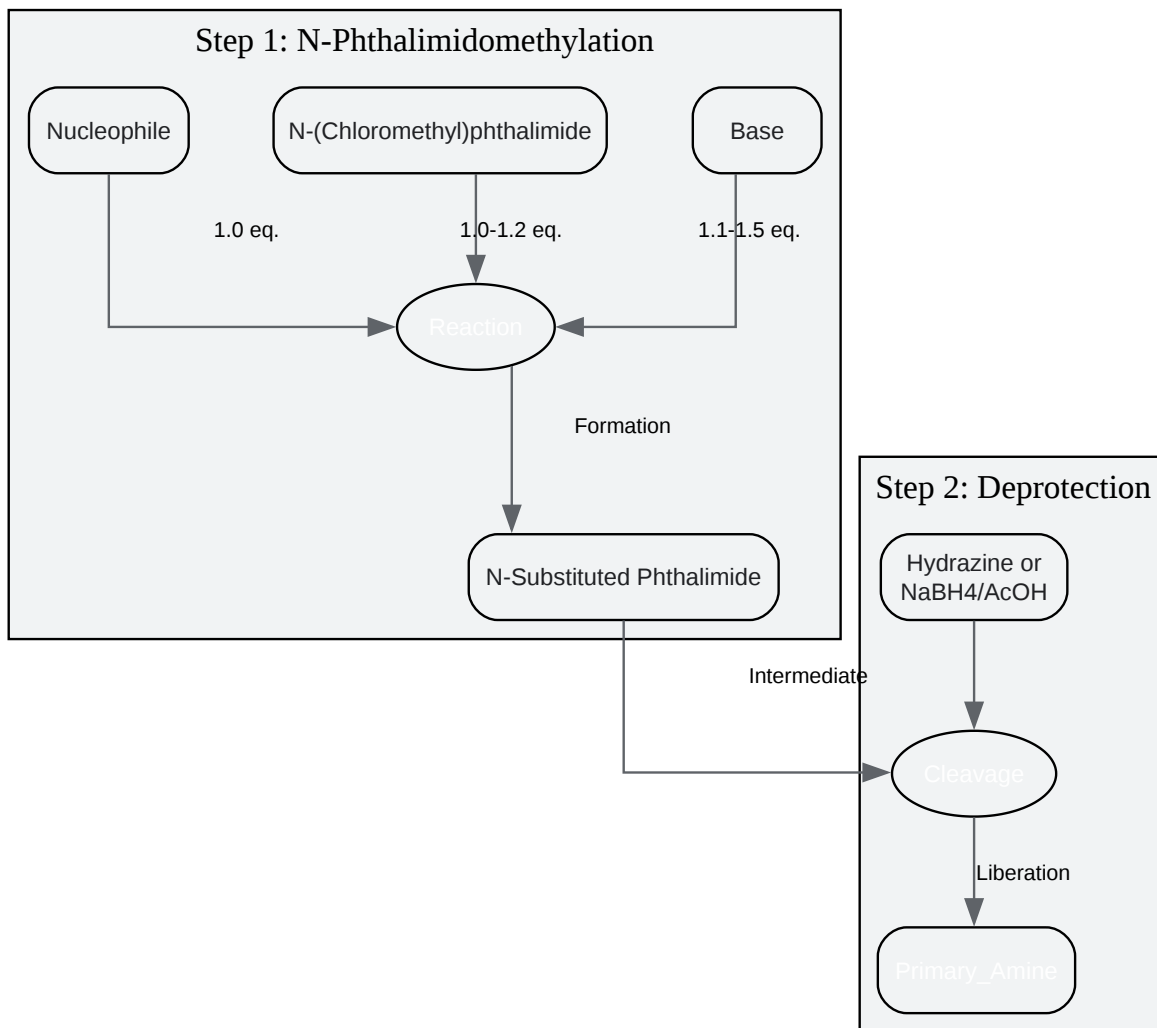 Step 1: N-Phthalimidomethylation
Nucleophile
N-(Chloromethyl)phthalimide
Base
1.0 eq.
1.0-1.2 eq.
1.1-1.5 eq.
Reaction
Formation
N-Substituted Phthalimide
Intermediate
Step 2: Deprotection
Hydrazine or
NaBH4/AcOH
Cleavage
Liberation
Primary_Amine